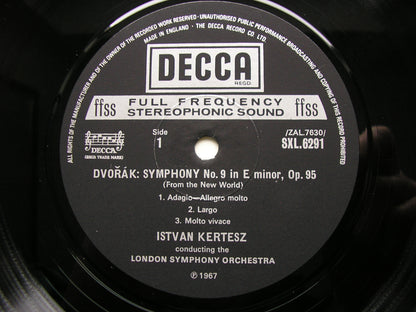 ALL RIGHTS OF THE MANUFACTURER AND OF THE OWNER OF THE RECORDED WORK RESERVED · UNAUTHORISED PUBLIC PERFORMANCE BROADCASTING AND COPYING OF THIS RECORD PROHIBITED
MADE IN ENGLAND · THE DECCA RECORD CO LTD
DECCA
REGD
ffss FULL FREQUENCY ffss
STEREOPHONIC SOUND
DECCA
(REGD TRADE MARK)
Side
1
/ZAL.7630/
SXL.6291
DVOŘÁK: SYMPHONY No. 9 in E minor, Op. 95
(From the New World)
1. Adagio—Allegro molto
2. Largo
3. Molto vivace
ISTVAN KERTESZ
conducting the
LONDON SYMPHONY ORCHESTRA
℗ 1967